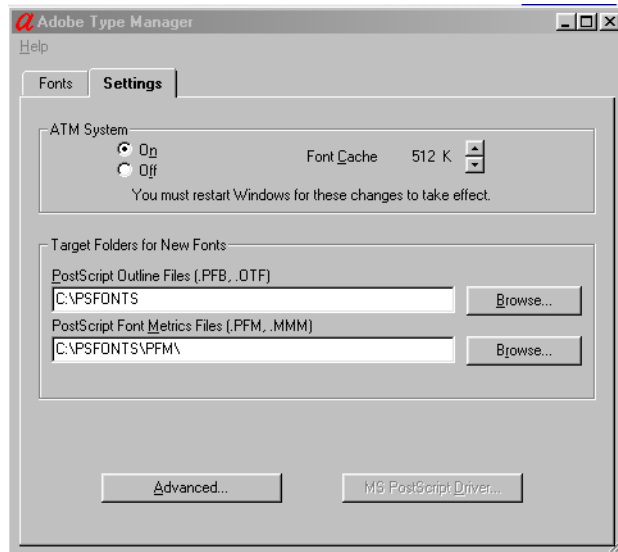 Adobe Type Manager
Help
Fonts Settings
ATM System
On Font Cache 512 K
Off
You must restart Windows for these changes to take effect.
Target Folders for New Fonts
PostScript Outline Files (.PFB, .OTF)
C:\PSFONTS Browse...
PostScript Font Metrics Files (.PFM, .MMM)
C:\PSFONTS\PFM\ Browse...
Advanced... MS PostScript Driver...